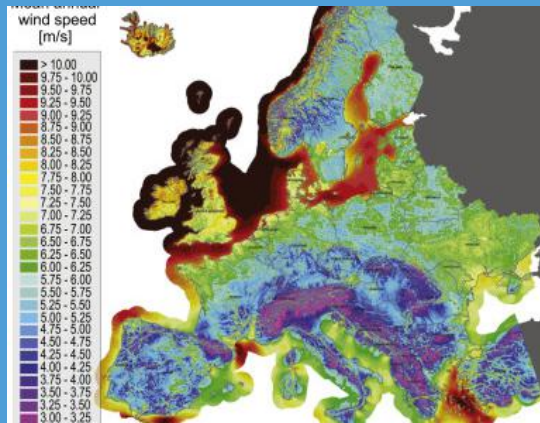 Mean annual
wind speed
[m/s]
> 10.00
9.75 - 10.00
9.50 - 9.75
9.25 - 9.50
9.00 - 9.25
8.75 - 9.00
8.50 - 8.75
8.25 - 8.50
8.00 - 8.25
7.75 - 8.00
7.50 - 7.75
7.25 - 7.50
7.00 - 7.25
6.75 - 7.00
6.50 - 6.75
6.25 - 6.50
6.00 - 6.25
5.75 - 6.00
5.50 - 5.75
5.25 - 5.50
5.00 - 5.25
4.75 - 5.00
4.50 - 4.75
4.25 - 4.50
4.00 - 4.25
3.75 - 4.00
3.50 - 3.75
3.25 - 3.50
3.00 - 3.25